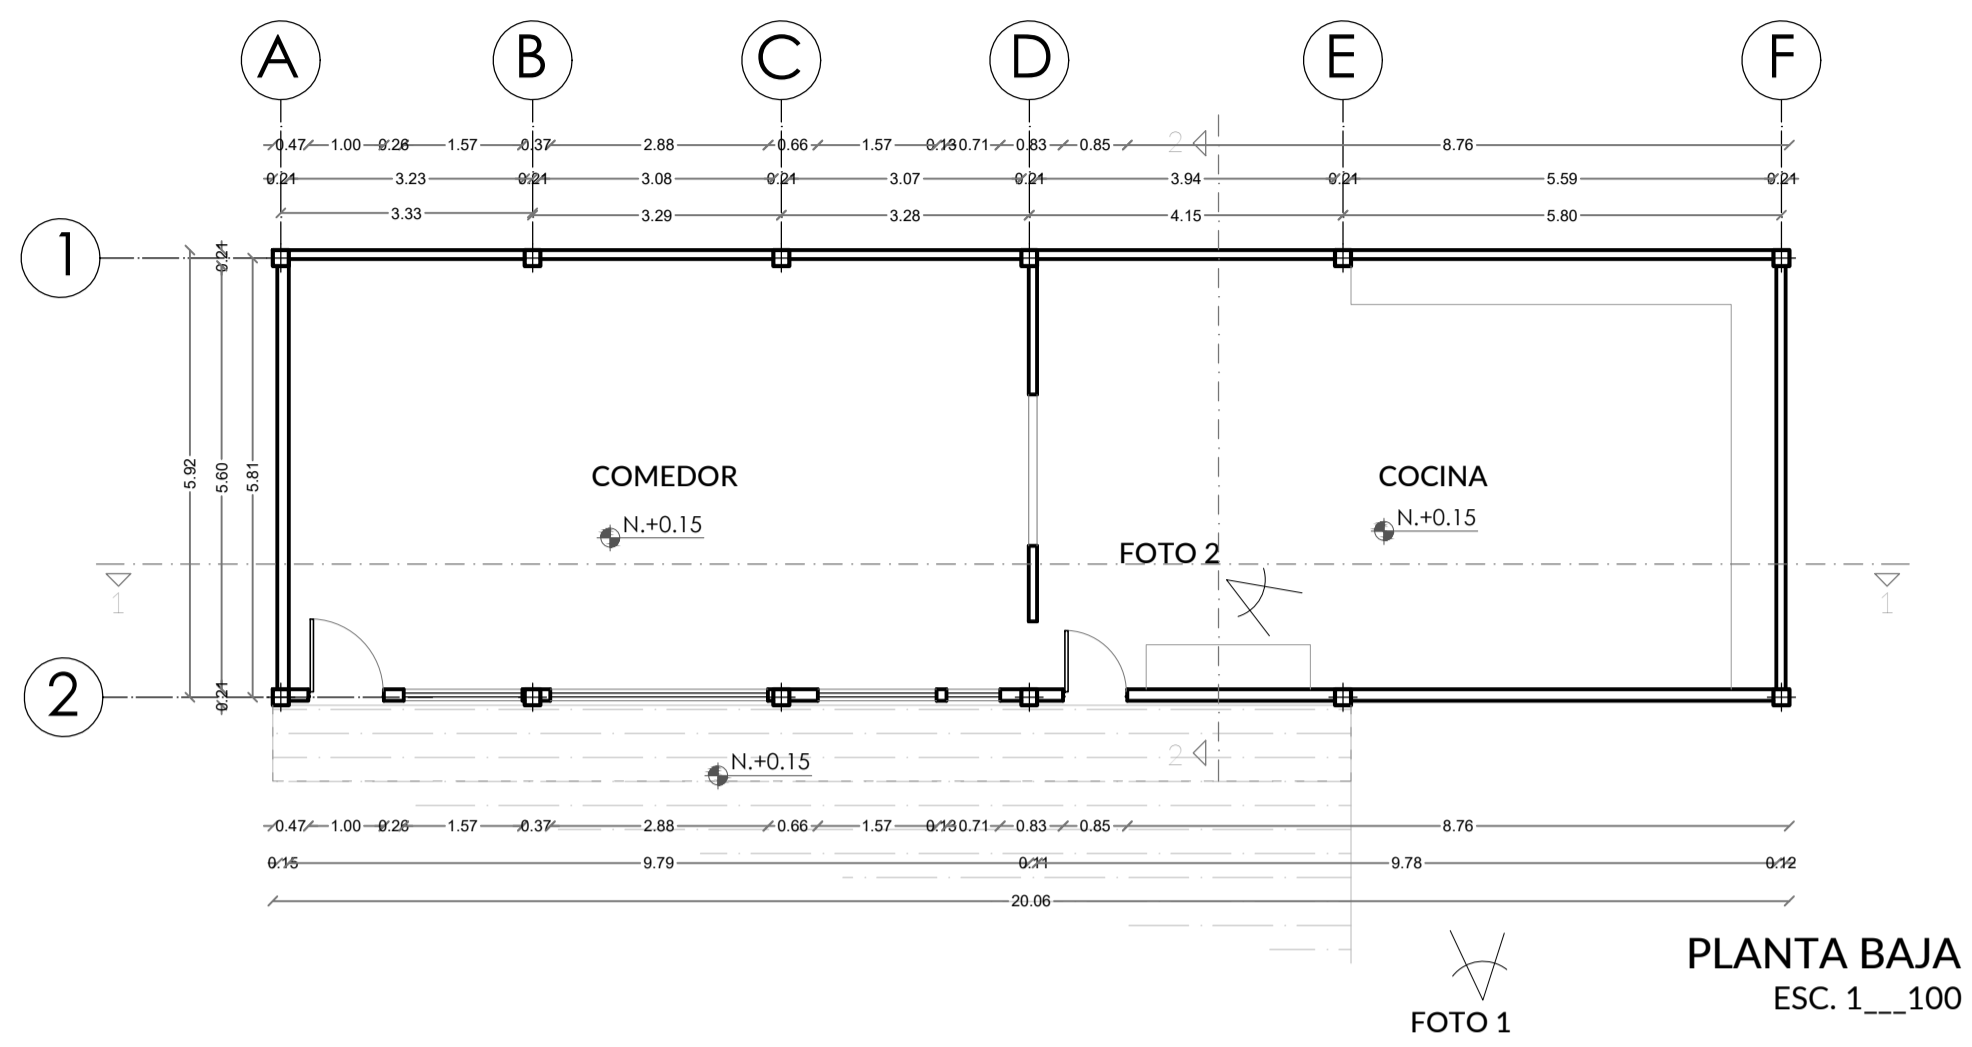 A B C D E F
0.47 1.00 0.26 1.57 0.37 2.88 0.66 1.57 0.13 0.71 0.83 0.85 2 8.76
0.21 3.23 0.21 3.08 0.21 3.07 0.21 3.94 0.21 5.59 0.21
3.33 3.29 3.28 4.15 5.80
1
0.21
5.92 5.60 5.81
COMEDOR COCINA
N.+0.15 N.+0.15
FOTO 2
1 1
2
0.21
2
N.+0.15
0.47 1.00 0.26 1.57 0.37 2.88 0.66 1.57 0.13 0.71 0.83 0.85 8.76
0.15 9.79 0.11 9.78 0.12
20.06
PLANTA BAJA
ESC. 1___100
FOTO 1